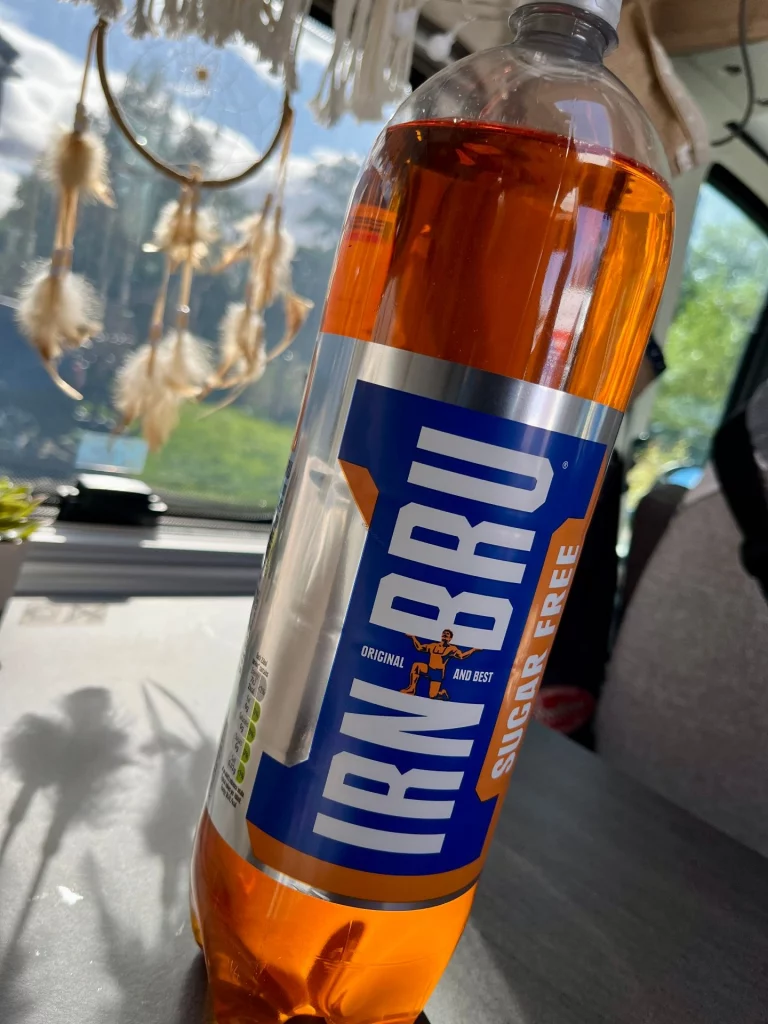 IRN BRU
®
ORIGINAL AND BEST
SUGAR FREE